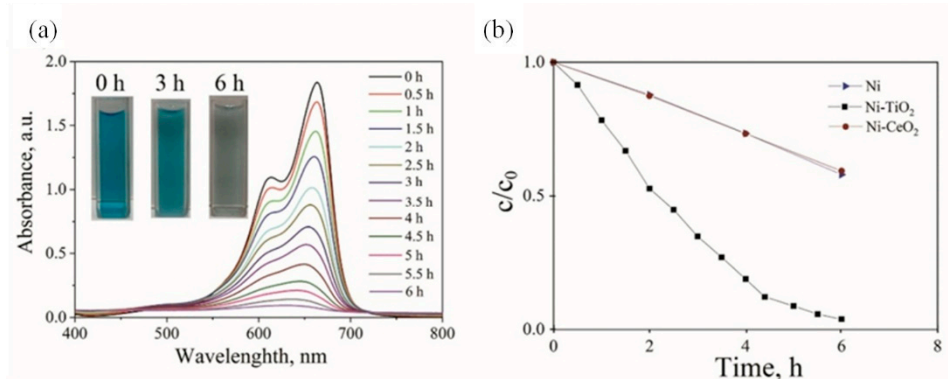 (a)
0 h 3 h 6 h
0 h
0.5 h
1 h
1.5 h
2 h
2.5 h
3 h
3.5 h
4 h
4.5 h
5 h
5.5 h
6 h
2.0
1.5
1.0
0.5
0.0
Absorbance, a.u.
400 500 600 700 800
Wavelenghth, nm
(b)
Ni
Ni-TiO₂
Ni-CeO₂
1.0
0.5
0.0
c/c₀
0 2 4 6 8
Time, h